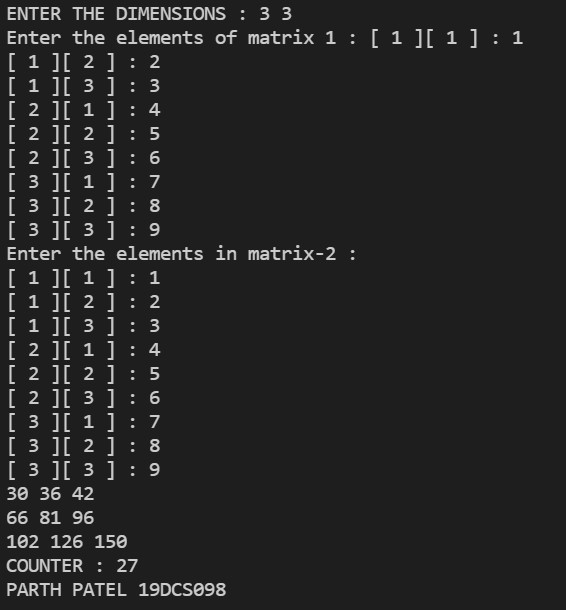 ENTER THE DIMENSIONS : 3 3
Enter the elements of matrix 1 : [ 1 ][ 1 ] : 1
[ 1 ][ 2 ] : 2
[ 1 ][ 3 ] : 3
[ 2 ][ 1 ] : 4
[ 2 ][ 2 ] : 5
[ 2 ][ 3 ] : 6
[ 3 ][ 1 ] : 7
[ 3 ][ 2 ] : 8
[ 3 ][ 3 ] : 9
Enter the elements in matrix-2 :
[ 1 ][ 1 ] : 1
[ 1 ][ 2 ] : 2
[ 1 ][ 3 ] : 3
[ 2 ][ 1 ] : 4
[ 2 ][ 2 ] : 5
[ 2 ][ 3 ] : 6
[ 3 ][ 1 ] : 7
[ 3 ][ 2 ] : 8
[ 3 ][ 3 ] : 9
30 36 42
66 81 96
102 126 150
COUNTER : 27
PARTH PATEL 19DCS098